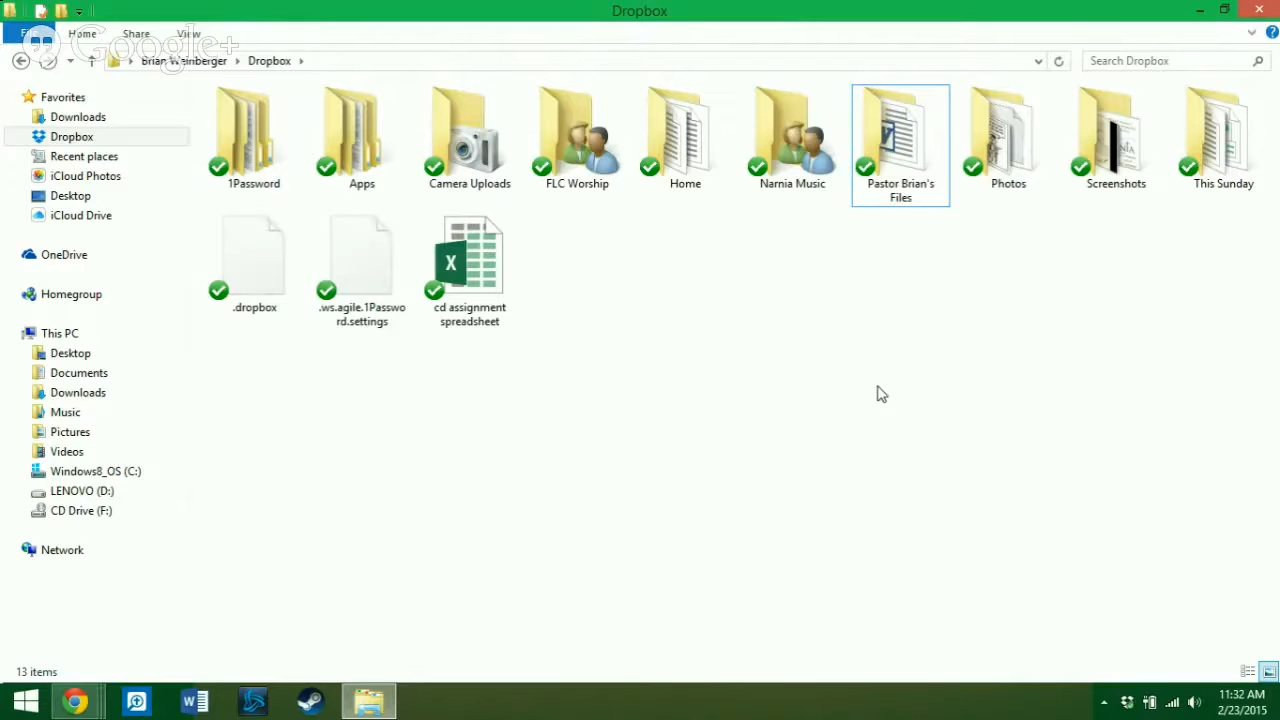 Dropbox
File Home Share View
Google+
Brian Weinberger Dropbox
Search Dropbox
Favorites
Downloads
Dropbox
Recent places
iCloud Photos
Desktop
iCloud Drive
OneDrive
Homegroup
This PC
Desktop
Documents
Downloads
Music
Pictures
Videos
Windows8_OS (C:)
LENOVO (D:)
CD Drive (F:)
Network
1Password
Apps
Camera Uploads
FLC Worship
Home
Narnia Music
Pastor Brian's
Files
Photos
Screenshots
This Sunday
.dropbox
.ws.agile.1Passwo
rd.settings
cd assignment
spreadsheet
13 items
11:32 AM
2/23/2015